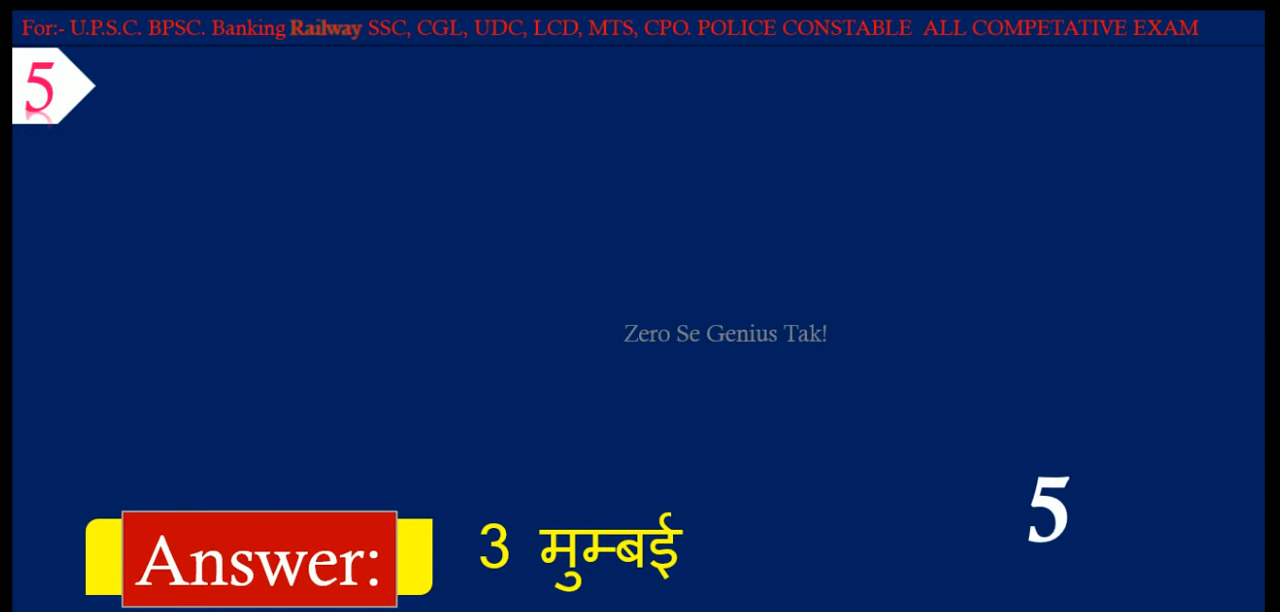 For:- U.P.S.C. BPSC. Banking Railway SSC, CGL, UDC, LCD, MTS, CPO. POLICE CONSTABLE ALL COMPETATIVE EXAM
5
Zero Se Genius Tak!
5
Answer: 3 मुम्बई